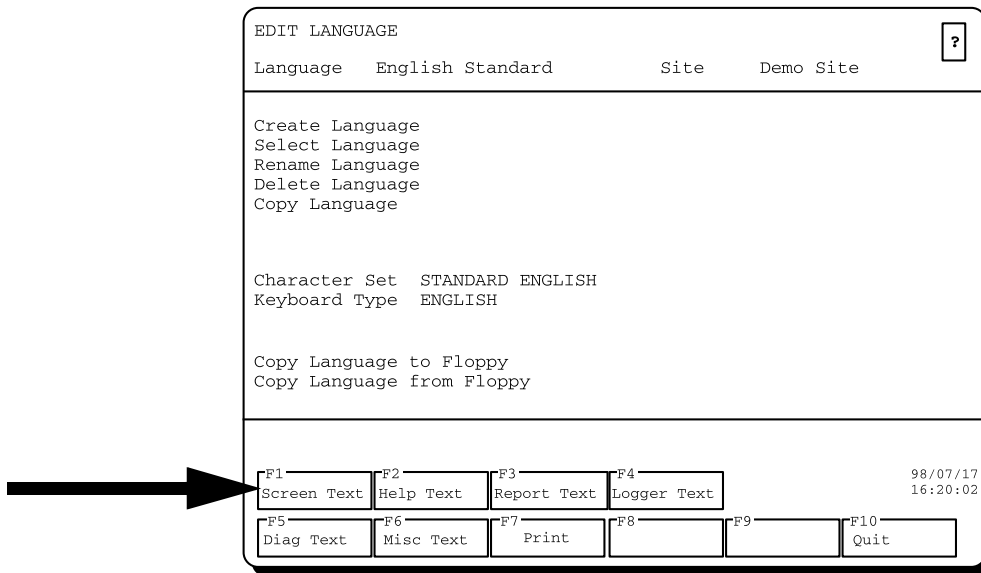 EDIT LANGUAGE
?
Language English Standard Site Demo Site
Create Language
Select Language
Rename Language
Delete Language
Copy Language
Character Set STANDARD ENGLISH
Keyboard Type ENGLISH
Copy Language to Floppy
Copy Language from Floppy
F1 F2 F3 F4 98/07/17
Screen Text Help Text Report Text Logger Text 16:20:02
F5 F6 F7 F8 F9 F10
Diag Text Misc Text Print Quit